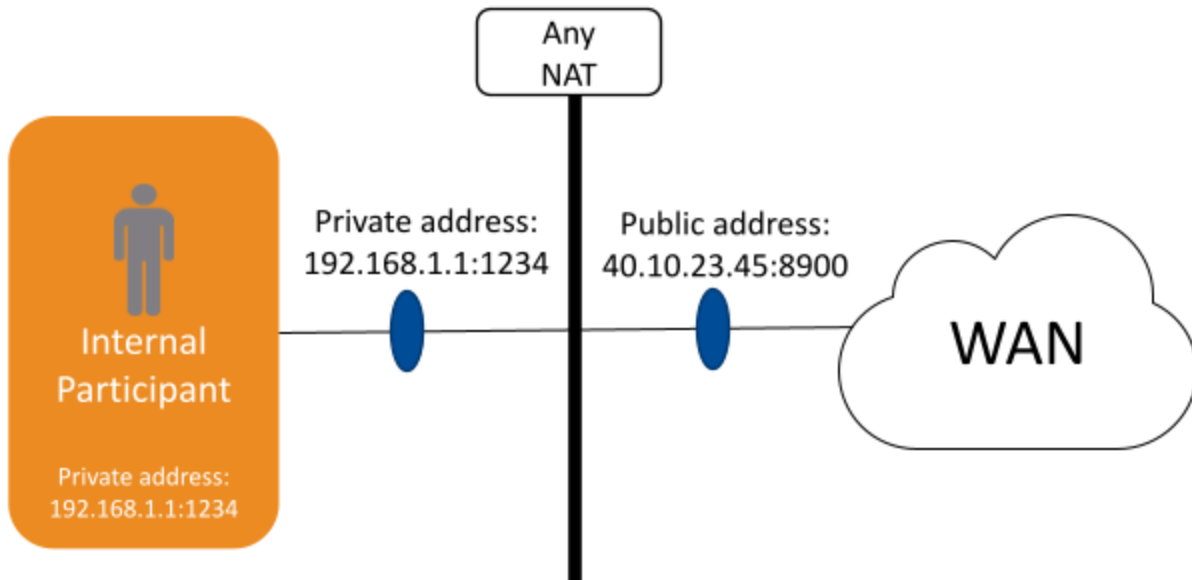 Any
NAT
Private address:
192.168.1.1:1234
Public address:
40.10.23.45:8900
Internal
Participant
Private address:
192.168.1.1:1234
WAN